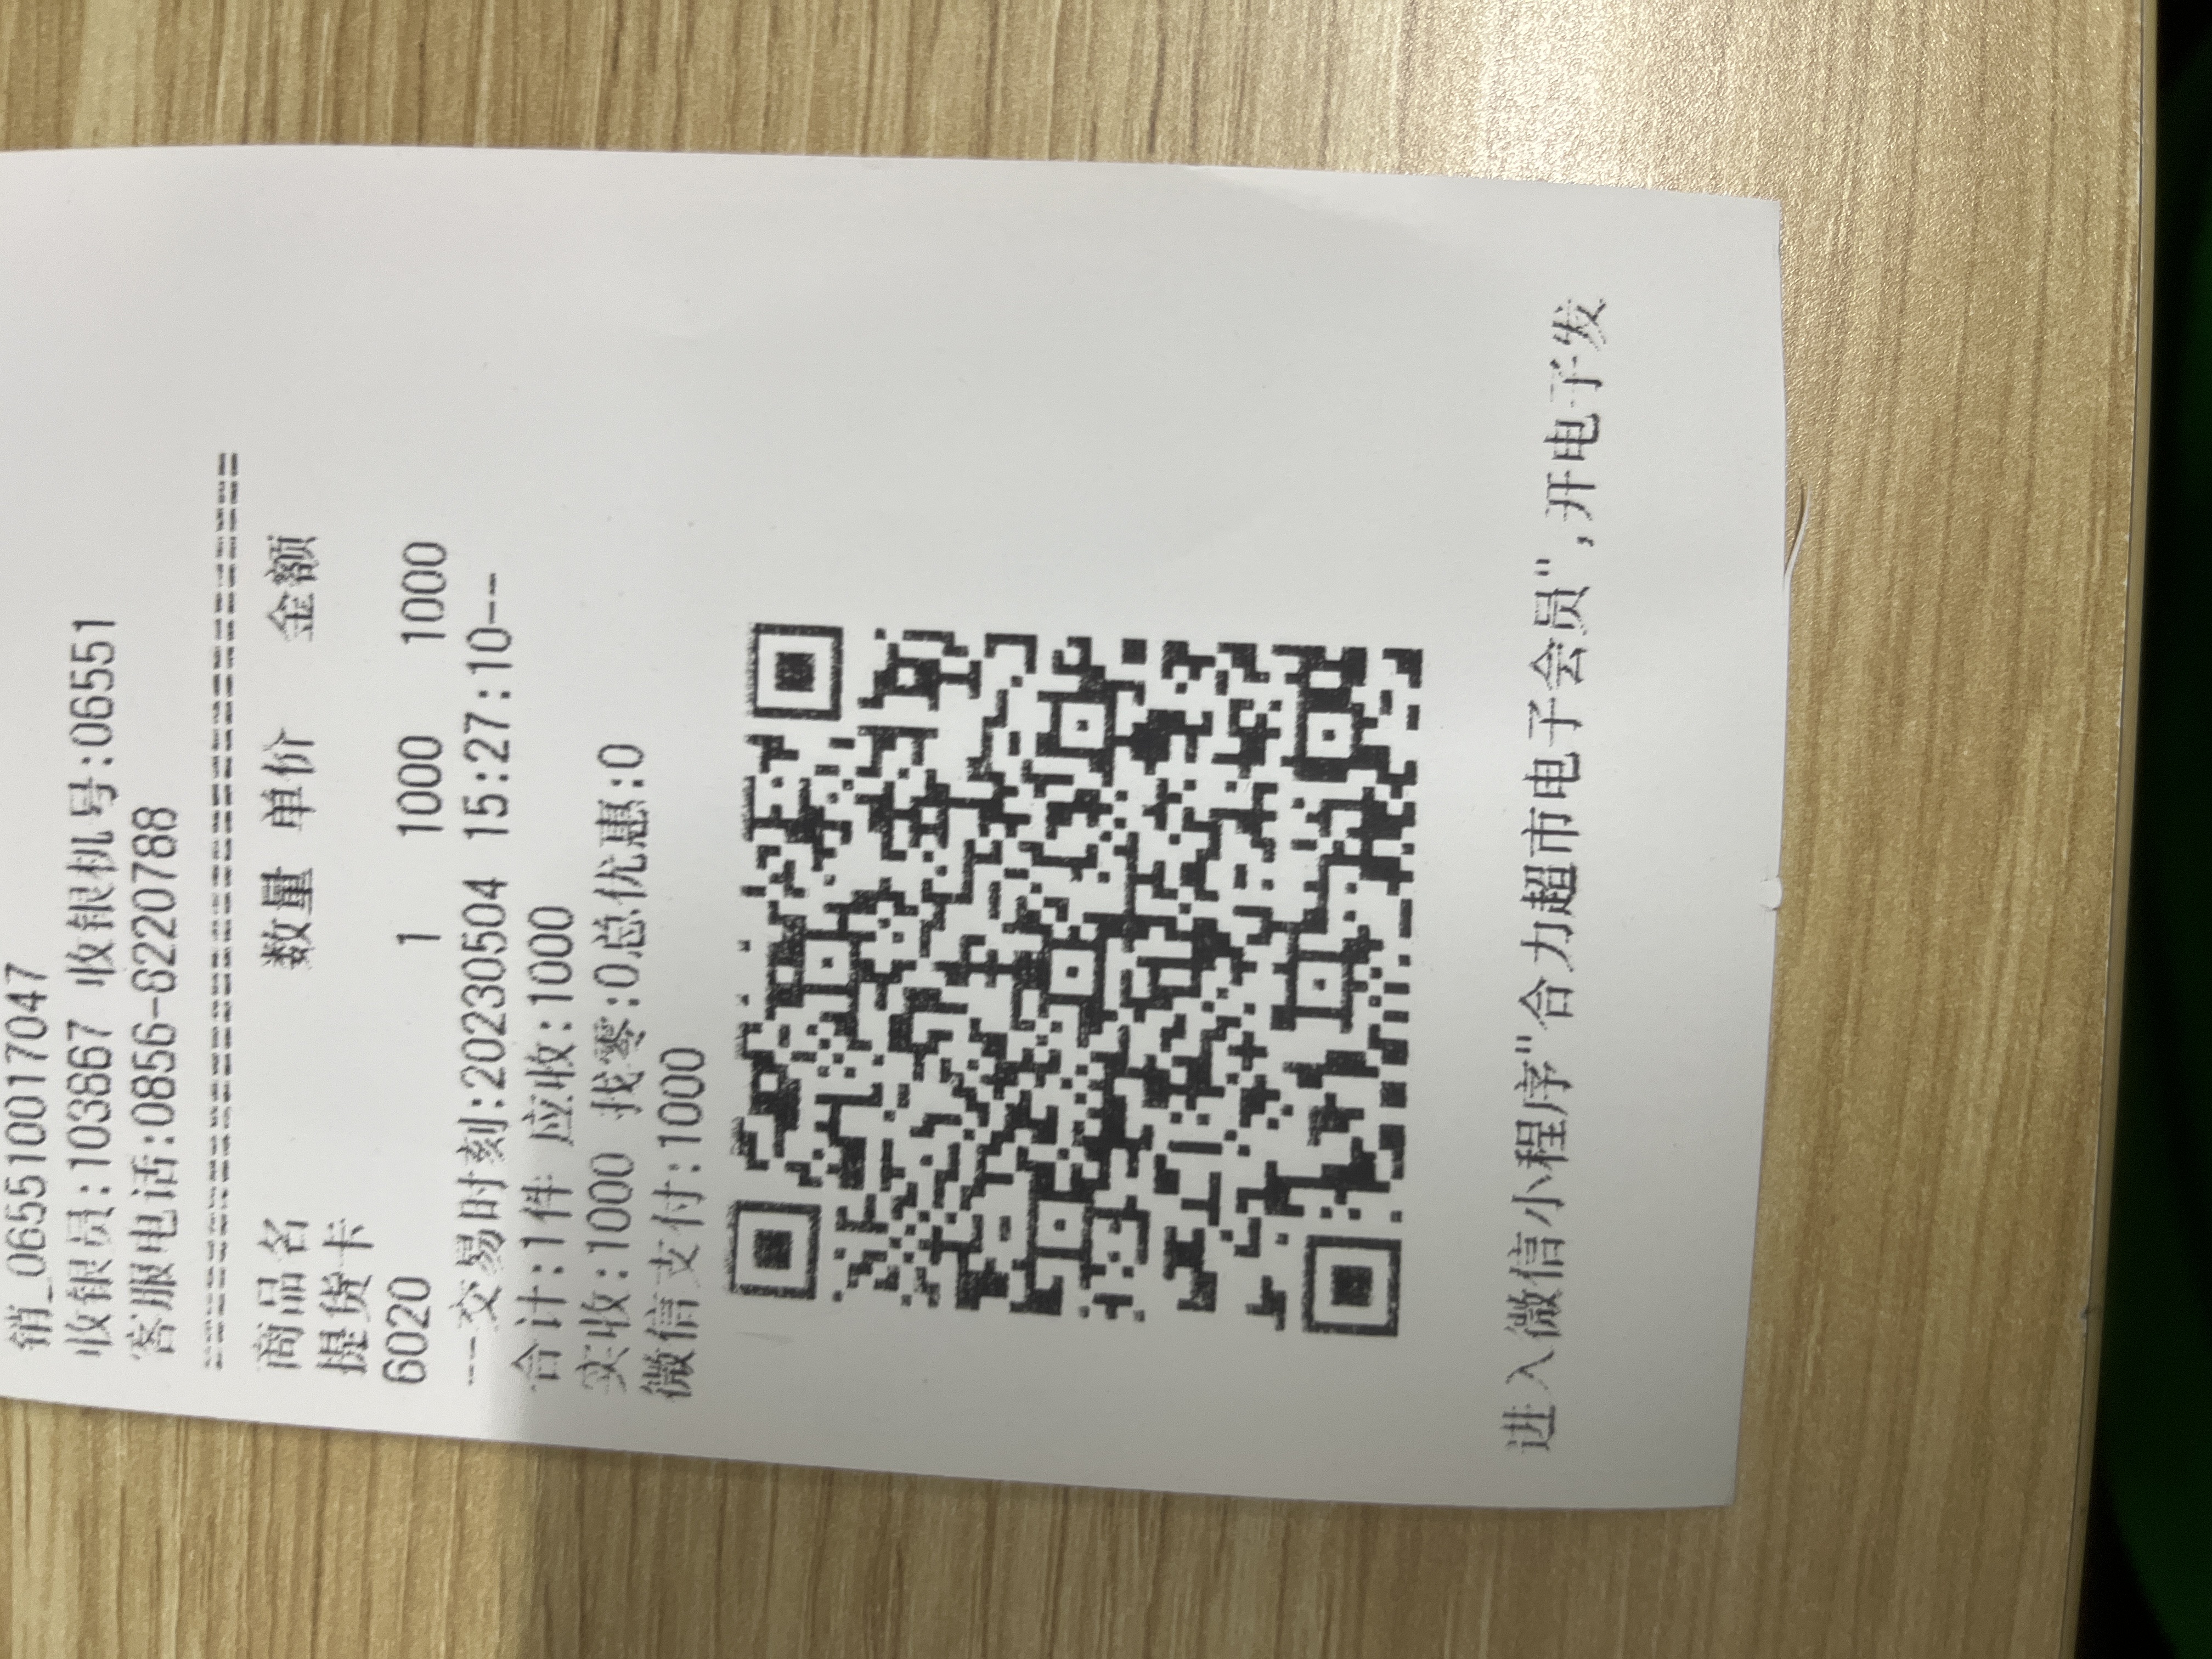 销_065510017047
收银员:103867 收银机号:06551
客服电话:0856-8220788
================================
商品名 数量 单价 金额
提货卡
6020 1 1000 1000
--交易时刻:20230504 15:27:10--
合计:1件 应收:1000
实收:1000 找零:0总优惠:0
微信支付:1000
进入微信小程序"合力超市电子会员",开电子发